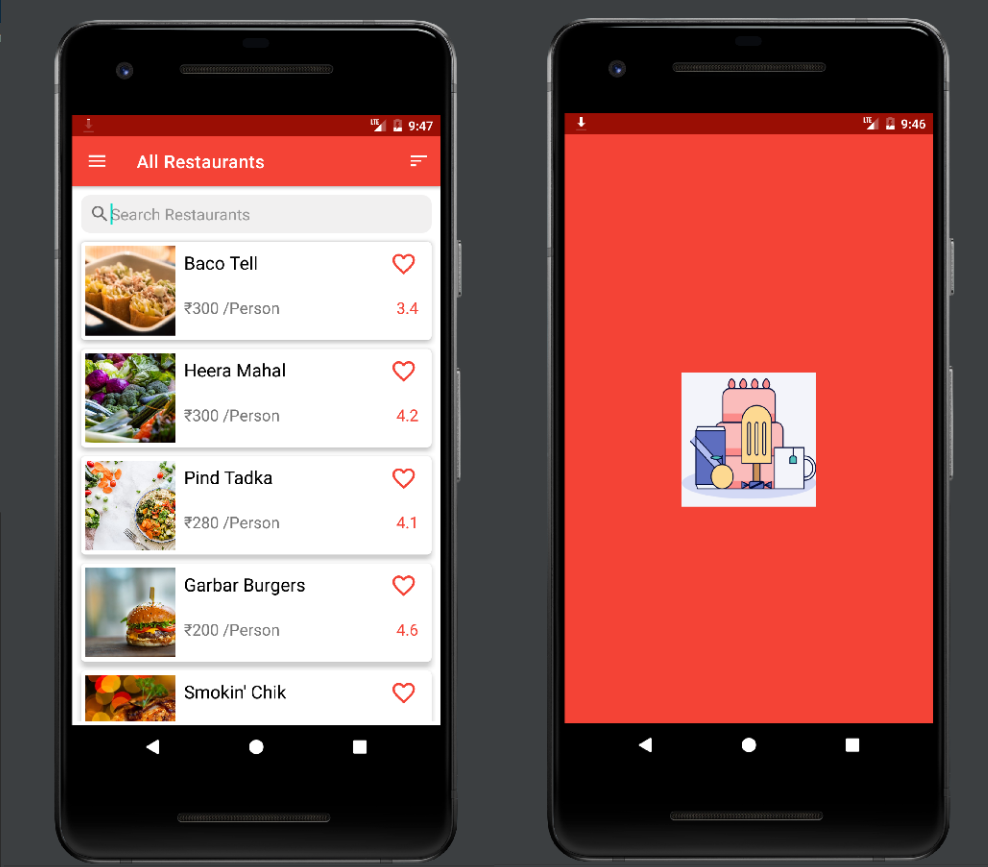 LTE 9:47
All Restaurants
Search Restaurants
Baco Tell
₹300 /Person
3.4
Heera Mahal
₹300 /Person
4.2
Pind Tadka
₹280 /Person
4.1
Garbar Burgers
₹200 /Person
4.6
Smokin' Chik
LTE 9:46